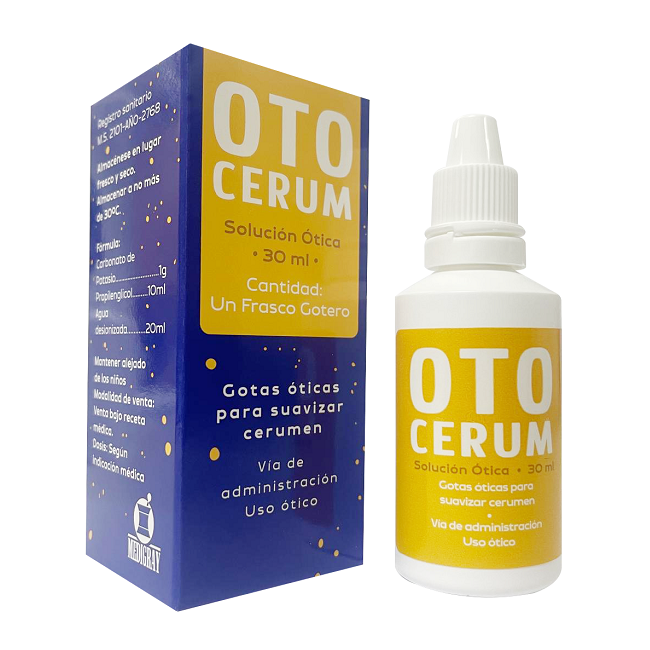 Registro sanitario
M.S. 2101-AÑO-2768
Almacénese en lugar
fresco y seco.
Almacenar a no más
de 30ºC.
Fórmula:
Carbonato de
Potasio......................1g
Propilenglicol........10ml
Agua
desionizada.........20ml
Mantener alejado
de los niños
Modalidad de venta:
Venta bajo receta
médica.
Dosis: Según
indicación médica
MEDIGRAY
OTO
CERUM
Solución Ótica
• 30 ml •
Cantidad:
Un Frasco Gotero
Gotas óticas
para suavizar
cerumen
Vía de
administración
Uso ótico
OTO
CERUM
Solución Ótica • 30 ml
Gotas óticas para
suavizar cerumen
•
Vía de administración
Uso ótico